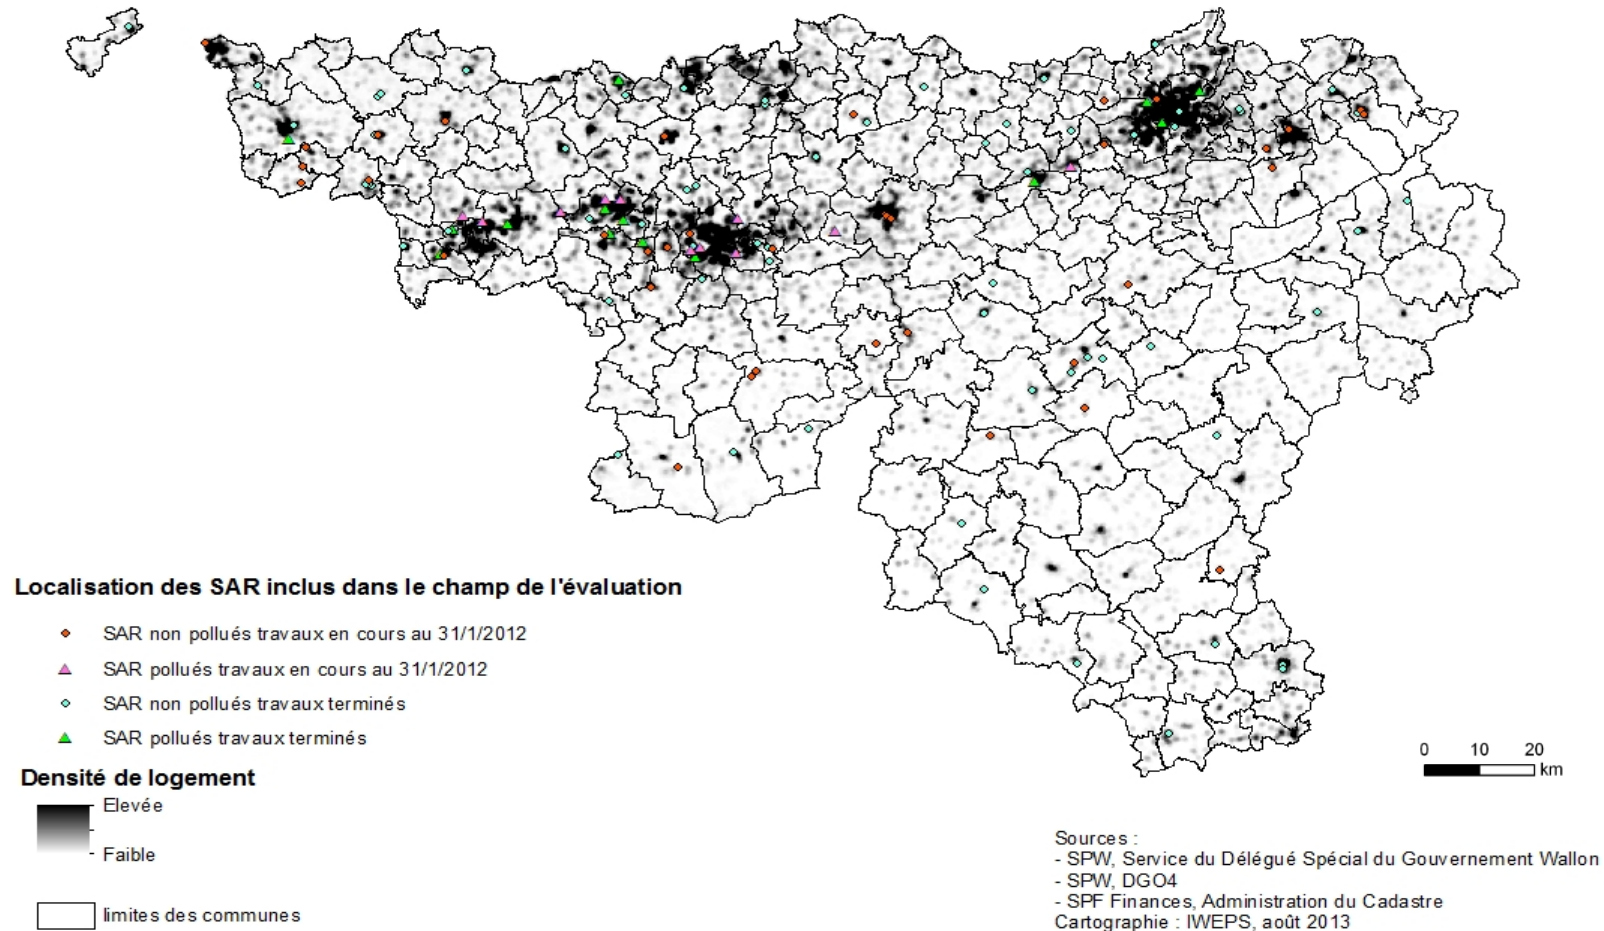 Localisation des SAR inclus dans le champ de l'évaluation
SAR non pollués travaux en cours au 31/1/2012
SAR pollués travaux en cours au 31/1/2012
SAR non pollués travaux terminés
SAR pollués travaux terminés
Densité de logement
Elevée
Faible
limites des communes
0 10 20
km
Sources :
- SPW, Service du Délégué Spécial du Gouvernement Wallon
- SPW, DGO4
- SPF Finances, Administration du Cadastre
Cartographie : IWEPS, août 2013